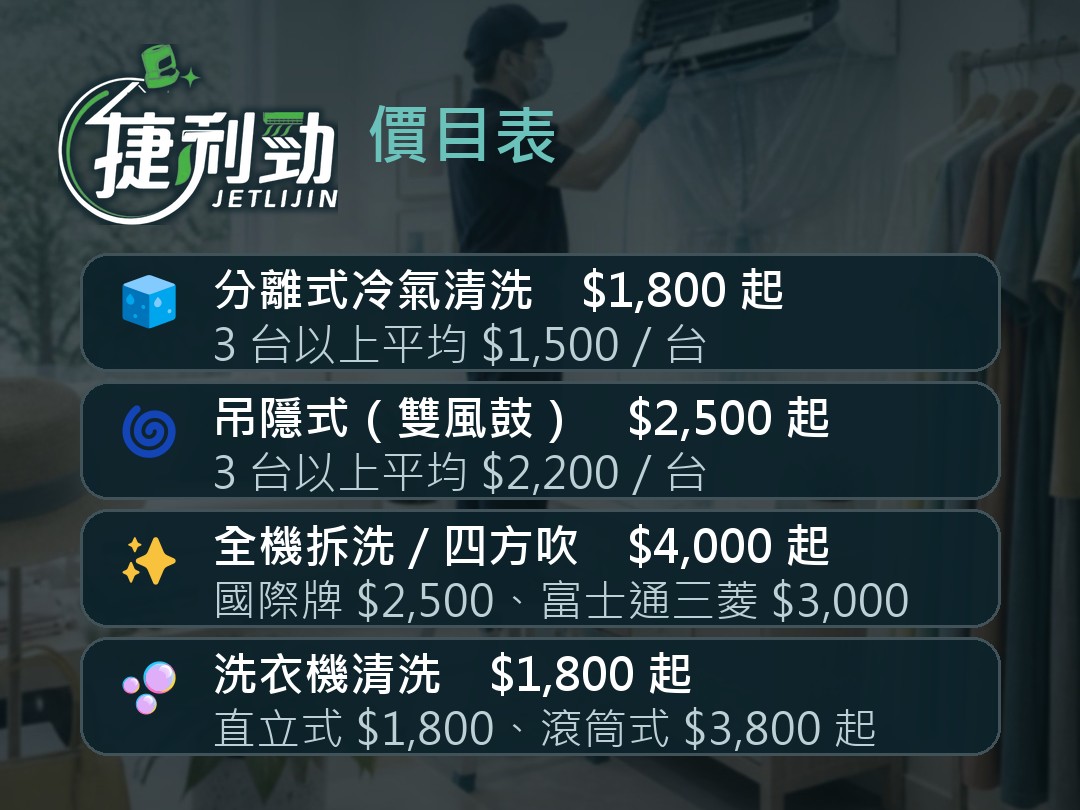 捷利勁
JETLIJIN
價目表
分離式冷氣清洗 $1,800 起
3 台以上平均 $1,500 / 台
吊隱式（雙風鼓） $2,500 起
3 台以上平均 $2,200 / 台
全機拆洗 / 四方吹 $4,000 起
國際牌 $2,500、富士通三菱 $3,000
洗衣機清洗 $1,800 起
直立式 $1,800、滾筒式 $3,800 起